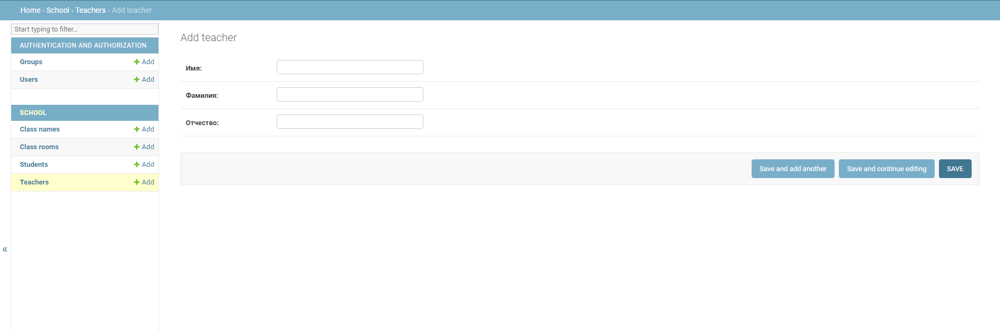 Home › School › Teachers › Add teacher
Start typing to filter...
AUTHENTICATION AND AUTHORIZATION
Groups + Add
Users + Add
SCHOOL
Class names + Add
Class rooms + Add
Students + Add
Teachers + Add
«
Add teacher
Имя:
Фамилия:
Отчество:
Save and add another Save and continue editing SAVE